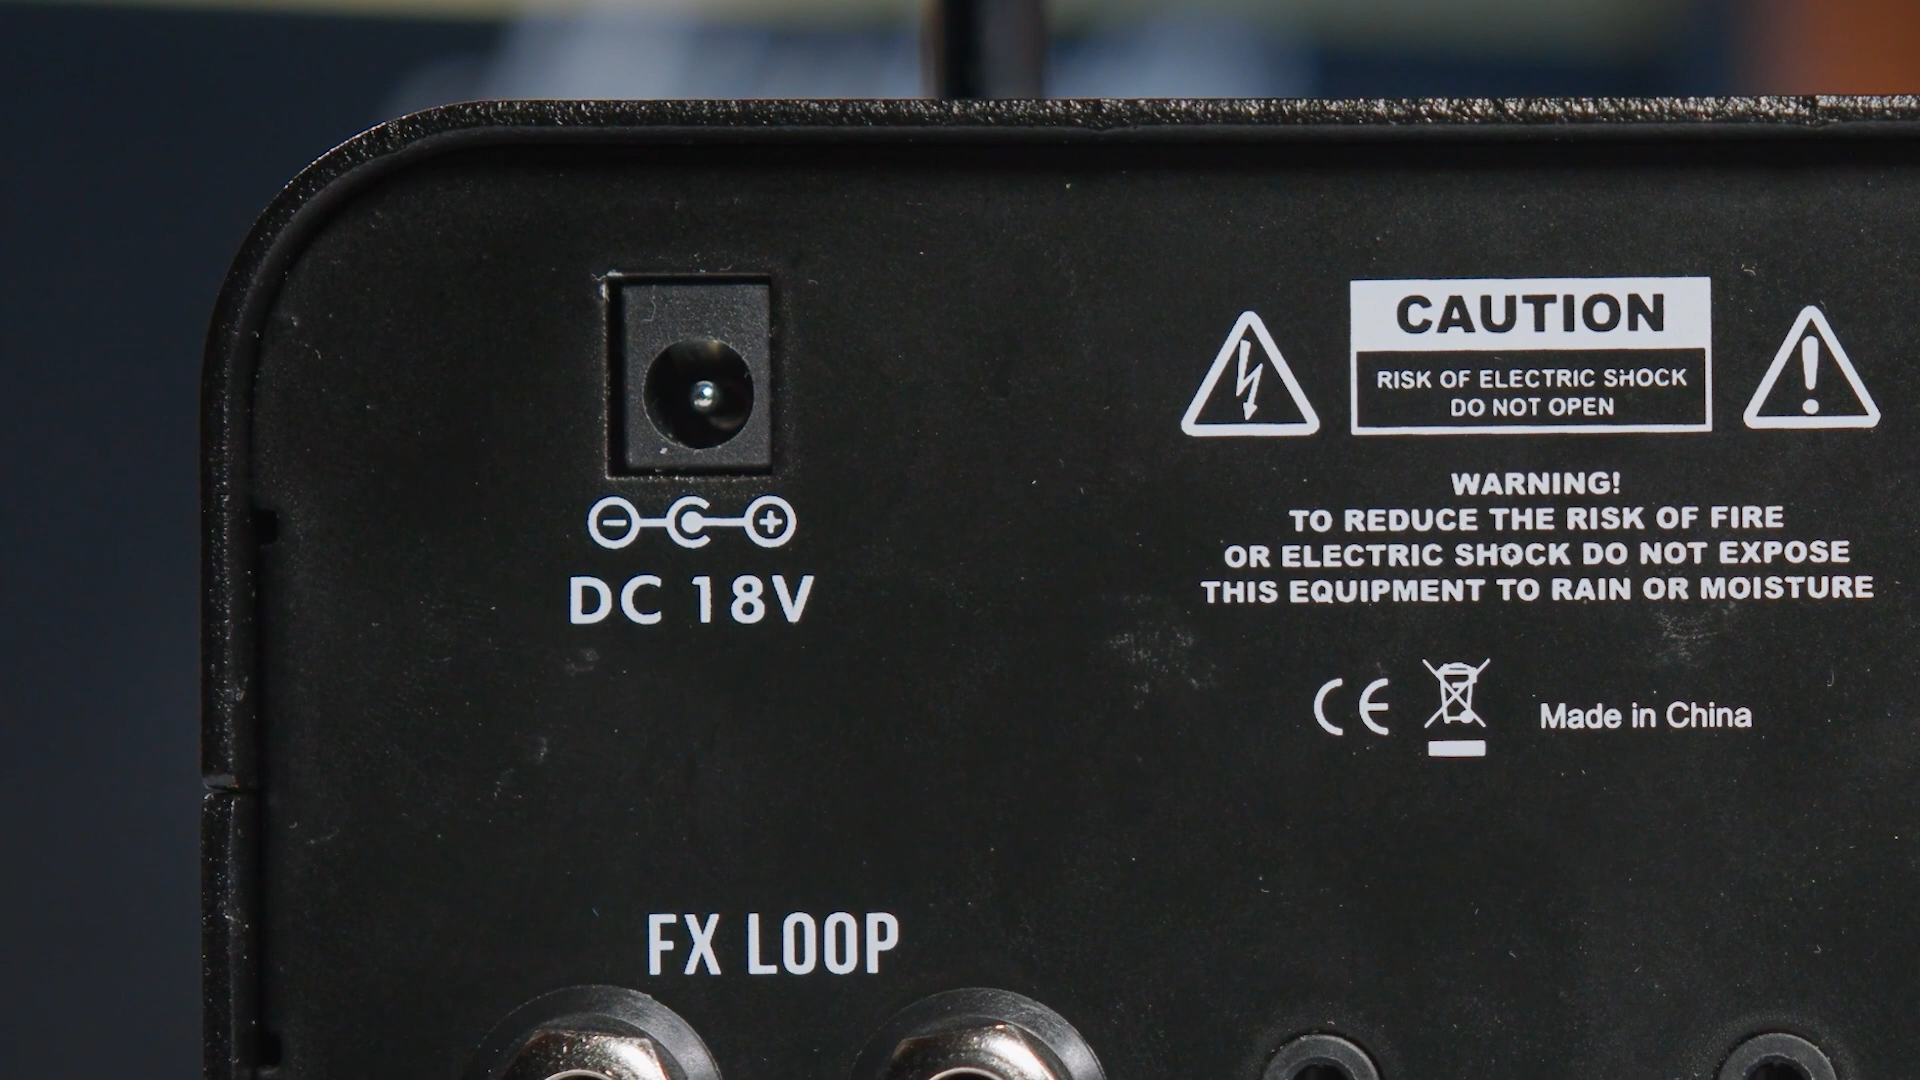 CAUTION
RISK OF ELECTRIC SHOCK
DO NOT OPEN
WARNING!
TO REDUCE THE RISK OF FIRE
OR ELECTRIC SHOCK DO NOT EXPOSE
THIS EQUIPMENT TO RAIN OR MOISTURE
DC 18V
CE
Made in China
FX LOOP